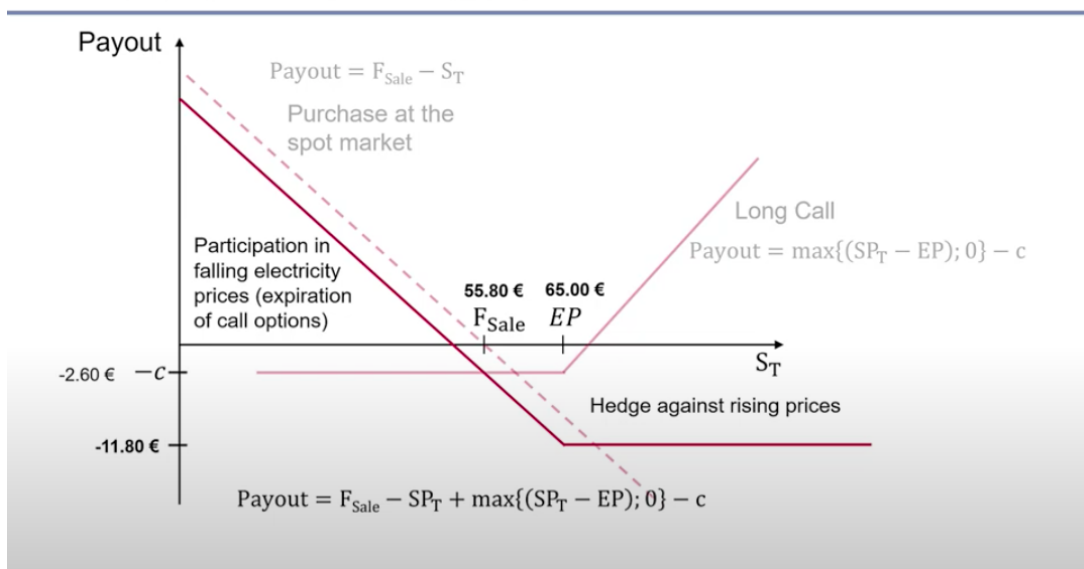 Payout
Payout = F_Sale − S_T
Purchase at the
spot market
Long Call
Payout = max{(SP_T − EP); 0} − c
Participation in
falling electricity
prices (expiration
of call options)
55.80 € 65.00 €
F_Sale EP
S_T
-2.60 € −c
Hedge against rising prices
-11.80 €
Payout = F_Sale − SP_T + max{(SP_T − EP); 0} − c